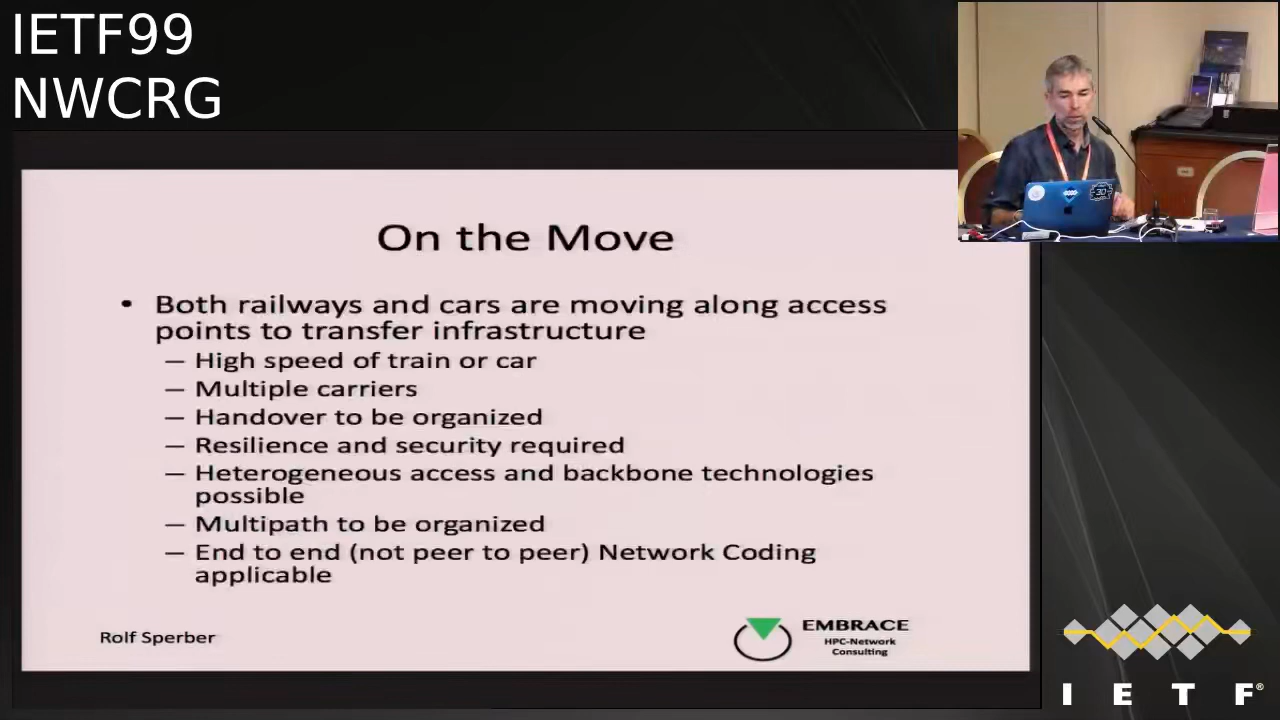 IETF99
NWCRG
On the Move
• Both railways and cars are moving along access
points to transfer infrastructure
— High speed of train or car
— Multiple carriers
— Handover to be organized
— Resilience and security required
— Heterogeneous access and backbone technologies
possible
— Multipath to be organized
— End to end (not peer to peer) Network Coding
applicable
Rolf Sperber
EMBRACE
HPC-Network
Consulting
I E T F®